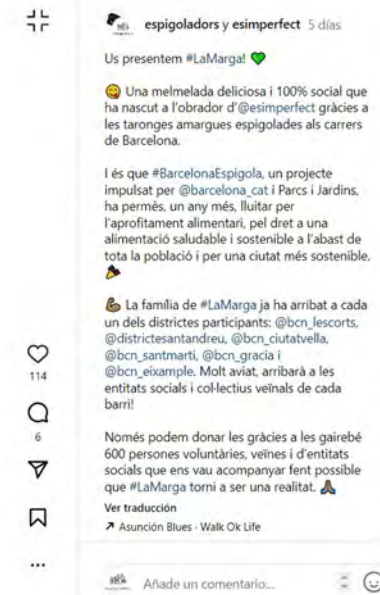 espigoladors y esimperfect 5 días
Us presentem #LaMarga! 💚
😋 Una melmelada deliciosa i 100% social que
ha nascut a l'obrador d'@esimperfect gràcies a
les taronges amargues espigolades als carrers
de Barcelona.
I és que #BarcelonaEspigola, un projecte
impulsat per @barcelona_cat i Parcs i Jardins,
ha permès, un any més, lluitar per
l'aprofitament alimentari, pel dret a una
alimentació saludable i sostenible a l'abast de
tota la població i per una ciutat més sostenible.
💪🏽 La família de #LaMarga ja ha arribat a cada
un dels districtes participants: @bcn_lescorts,
@districtesantandreu, @bcn_ciutatvella,
@bcn_santmarti, @bcn_gracia i
@bcn_eixample. Molt aviat, arribarà a les
entitats socials i col·lectius veïnals de cada
barri!
Només podem donar les gràcies a les gairebé
600 persones voluntàries, veïnes i d'entitats
socials que ens vau acompanyar fent possible
que #LaMarga torni a ser una realitat. 🙏🏽
Ver traducción
↗ Asunción Blues · Walk Ok Life
114
6
Añade un comentario...